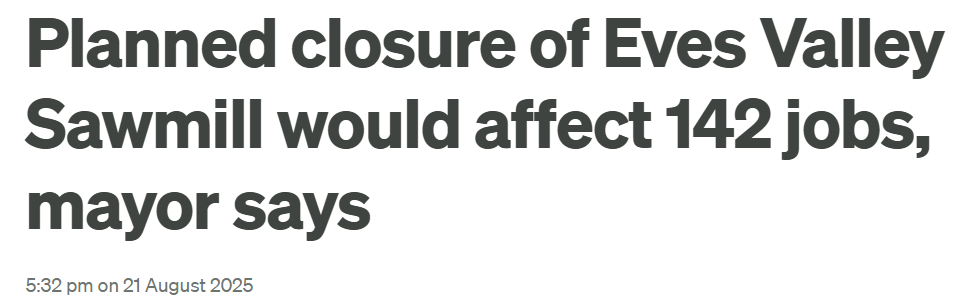 Planned closure of Eves Valley
Sawmill would affect 142 jobs,
mayor says
5:32 pm on 21 August 2025